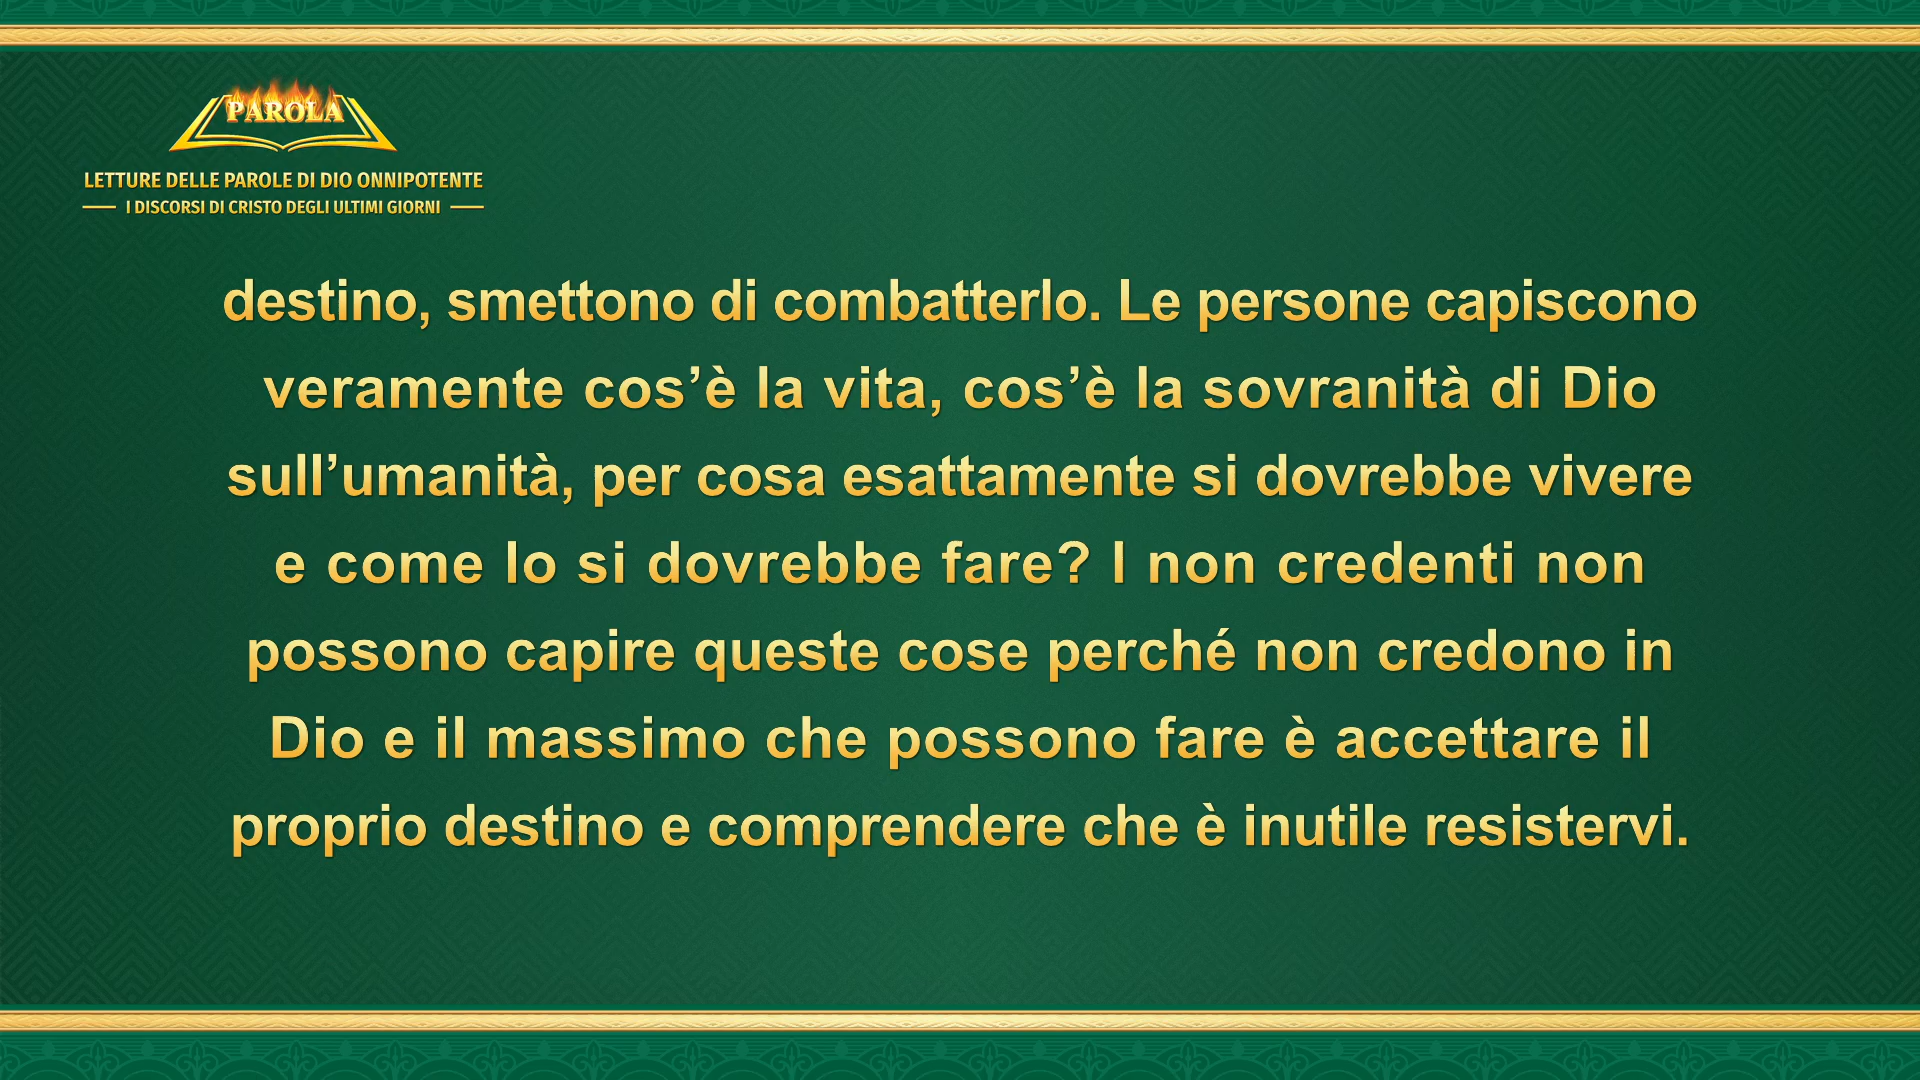 PAROLA
LETTURE DELLE PAROLE DI DIO ONNIPOTENTE
I DISCORSI DI CRISTO DEGLI ULTIMI GIORNI
destino, smettono di combatterlo. Le persone capiscono
veramente cos’è la vita, cos’è la sovranità di Dio
sull’umanità, per cosa esattamente si dovrebbe vivere
e come lo si dovrebbe fare? I non credenti non
possono capire queste cose perché non credono in
Dio e il massimo che possono fare è accettare il
proprio destino e comprendere che è inutile resistervi.